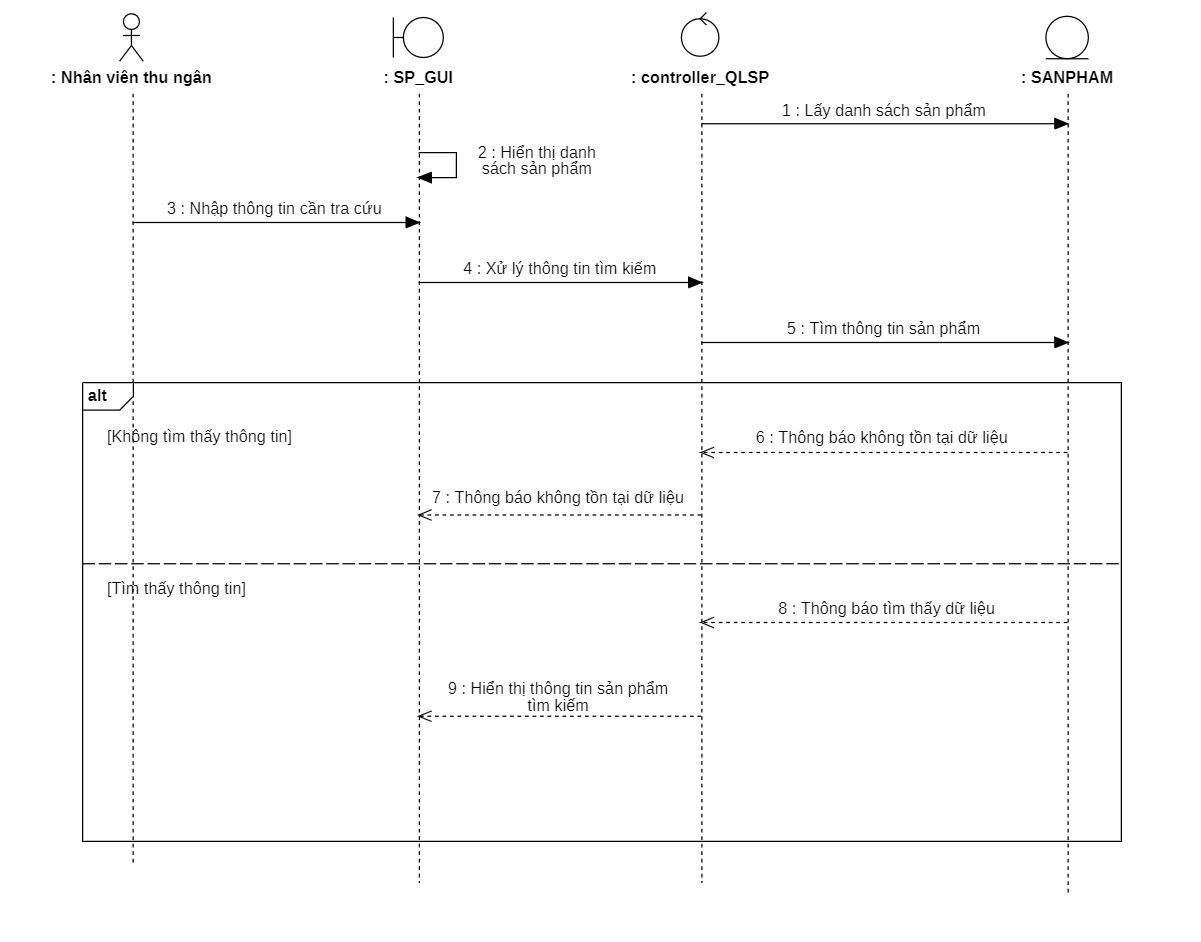 : Nhân viên thu ngân
: SP_GUI
: controller_QLSP
: SANPHAM
1 : Lấy danh sách sản phẩm
2 : Hiển thị danh
sách sản phẩm
3 : Nhập thông tin cần tra cứu
4 : Xử lý thông tin tìm kiếm
5 : Tìm thông tin sản phẩm
alt
[Không tìm thấy thông tin]
6 : Thông báo không tồn tại dữ liệu
7 : Thông báo không tồn tại dữ liệu
[Tìm thấy thông tin]
8 : Thông báo tìm thấy dữ liệu
9 : Hiển thị thông tin sản phẩm
tìm kiếm